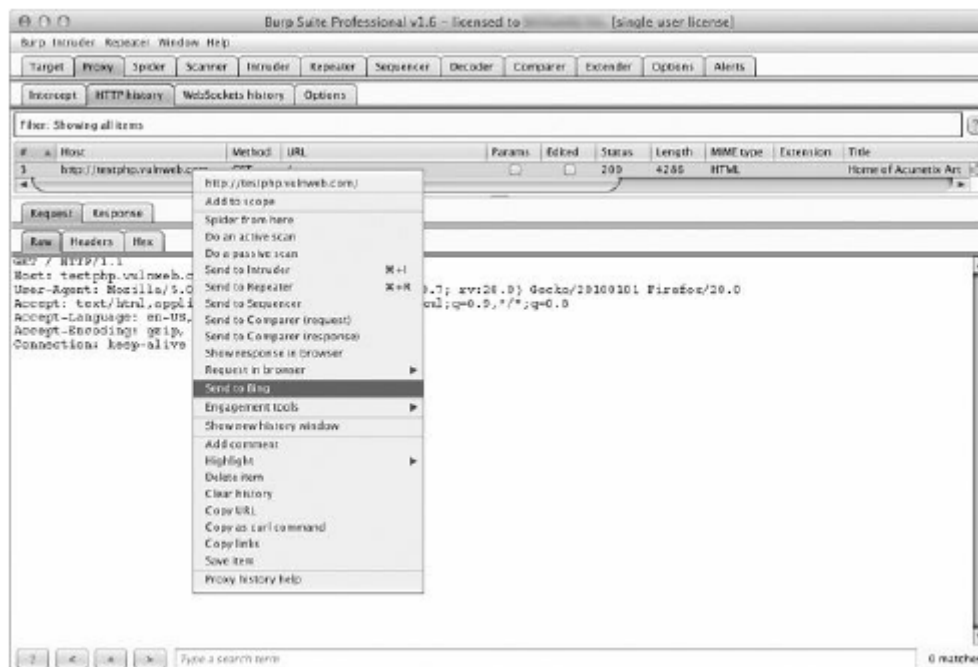 Burp Suite Professional v1.6 – licensed to [single user license]
Burp Intruder Repeater Window Help
Target Proxy Spider Scanner Intruder Repeater Sequencer Decoder Comparer Extender Options Alerts
Intercept HTTP history WebSockets history Options
Filter: Showing all items
# Host Method URL Params Edited Status Length MIME type Extension Title
http://testphp.vulnweb.com GET / 200 4286 HTML Home of Acunetix Art
http://testphp.vulnweb.com/
Add to scope
Spider from here
Do an active scan
Do a passive scan
Send to Intruder ⌘+I
Send to Repeater ⌘+R
Send to Sequencer
Send to Comparer (request)
Send to Comparer (response)
Show response in browser
Request in browser
Send to Bing
Engagement tools
Show new history window
Add comment
Highlight
Delete item
Clear history
Copy URL
Copy as curl command
Copy links
Save item
Proxy history help
Request Response
Raw Headers Hex
GET / HTTP/1.1
Host: testphp.vulnweb.c
User-Agent: Mozilla/5.0 .7; rv:20.0) Gecko/20100101 Firefox/20.0
Accept: text/html,appli ml;q=0.9,*/*;q=0.8
Accept-Language: en-US,
Accept-Encoding: gzip,
Connection: keep-alive
? < + > Type a search term 0 matches